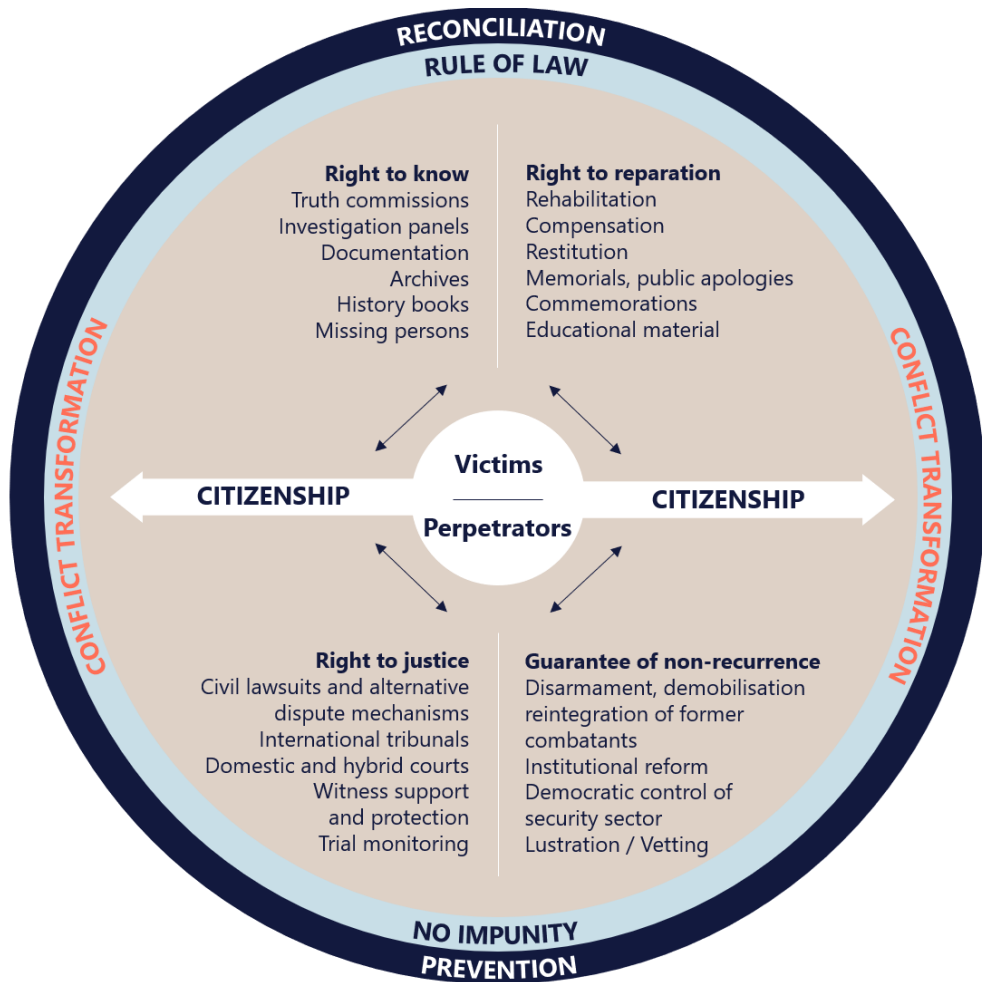 RECONCILIATION
RULE OF LAW
Right to know
Truth commissions
Investigation panels
Documentation
Archives
History books
Missing persons
Right to reparation
Rehabilitation
Compensation
Restitution
Memorials, public apologies
Commemorations
Educational material
CONFLICT TRANSFORMATION
CONFLICT TRANSFORMATION
Victims
CITIZENSHIP
CITIZENSHIP
Perpetrators
Right to justice
Civil lawsuits and alternative
dispute mechanisms
International tribunals
Domestic and hybrid courts
Witness support
and protection
Trial monitoring
Guarantee of non-recurrence
Disarmament, demobilisation
reintegration of former
combatants
Institutional reform
Democratic control of
security sector
Lustration / Vetting
NO IMPUNITY
PREVENTION